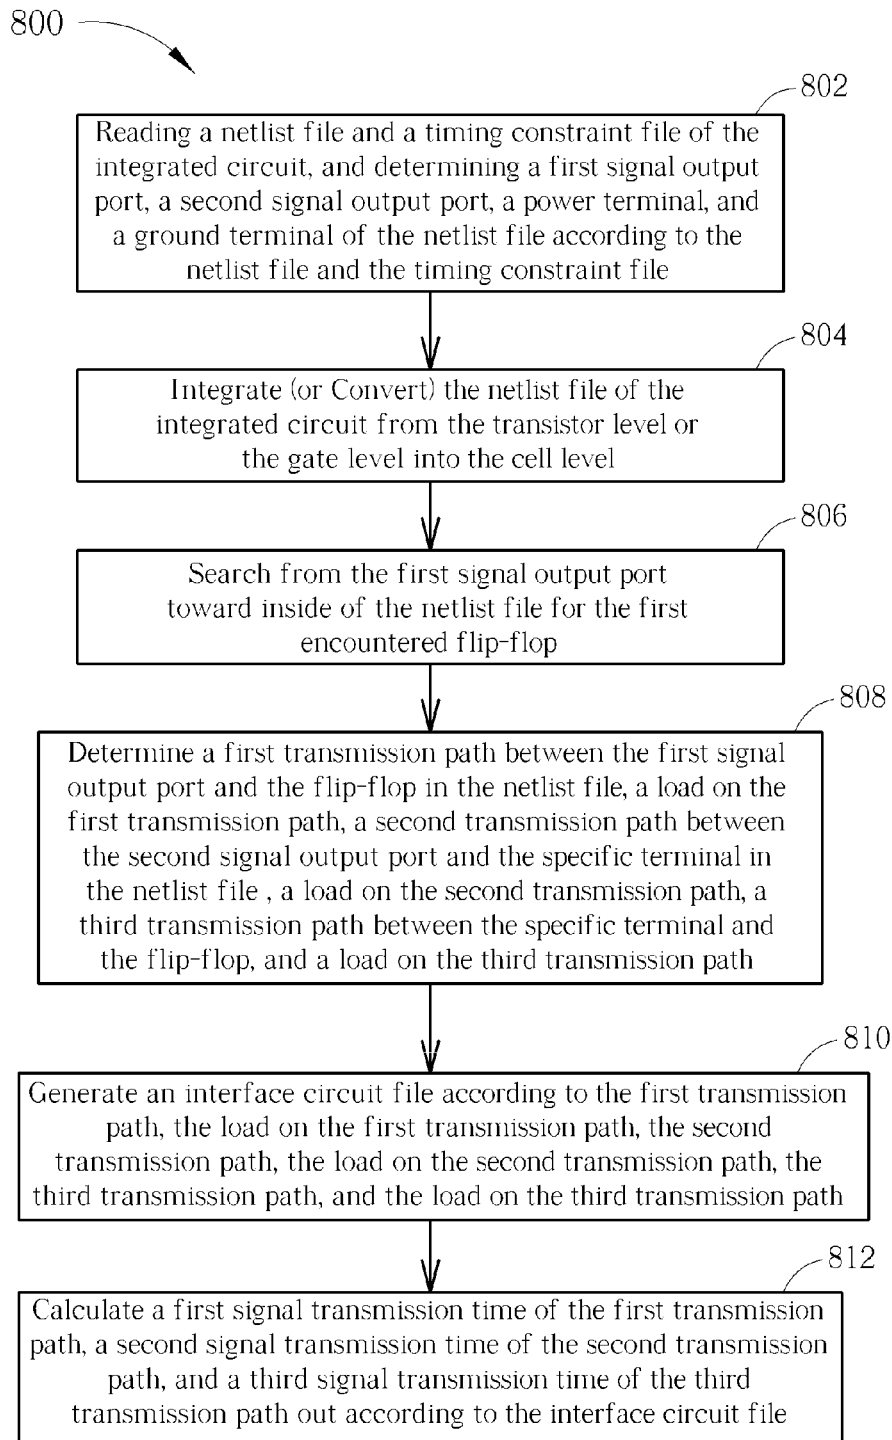 800
802
Reading a netlist file and a timing constraint file of the
integrated circuit, and determining a first signal output
port, a second signal output port, a power terminal, and
a ground terminal of the netlist file according to the
netlist file and the timing constraint file
804
Integrate (or Convert) the netlist file of the
integrated circuit from the transistor level or
the gate level into the cell level
806
Search from the first signal output port
toward inside of the netlist file for the first
encountered flip-flop
808
Determine a first transmission path between the first signal
output port and the flip-flop in the netlist file, a load on the
first transmission path, a second transmission path between
the second signal output port and the specific terminal in
the netlist file , a load on the second transmission path, a
third transmission path between the specific terminal and
the flip-flop, and a load on the third transmission path
810
Generate an interface circuit file according to the first transmission
path, the load on the first transmission path, the second
transmission path, the load on the second transmission path, the
third transmission path, and the load on the third transmission path
812
Calculate a first signal transmission time of the first transmission
path, a second signal transmission time of the second transmission
path, and a third signal transmission time of the third
transmission path out according to the interface circuit file